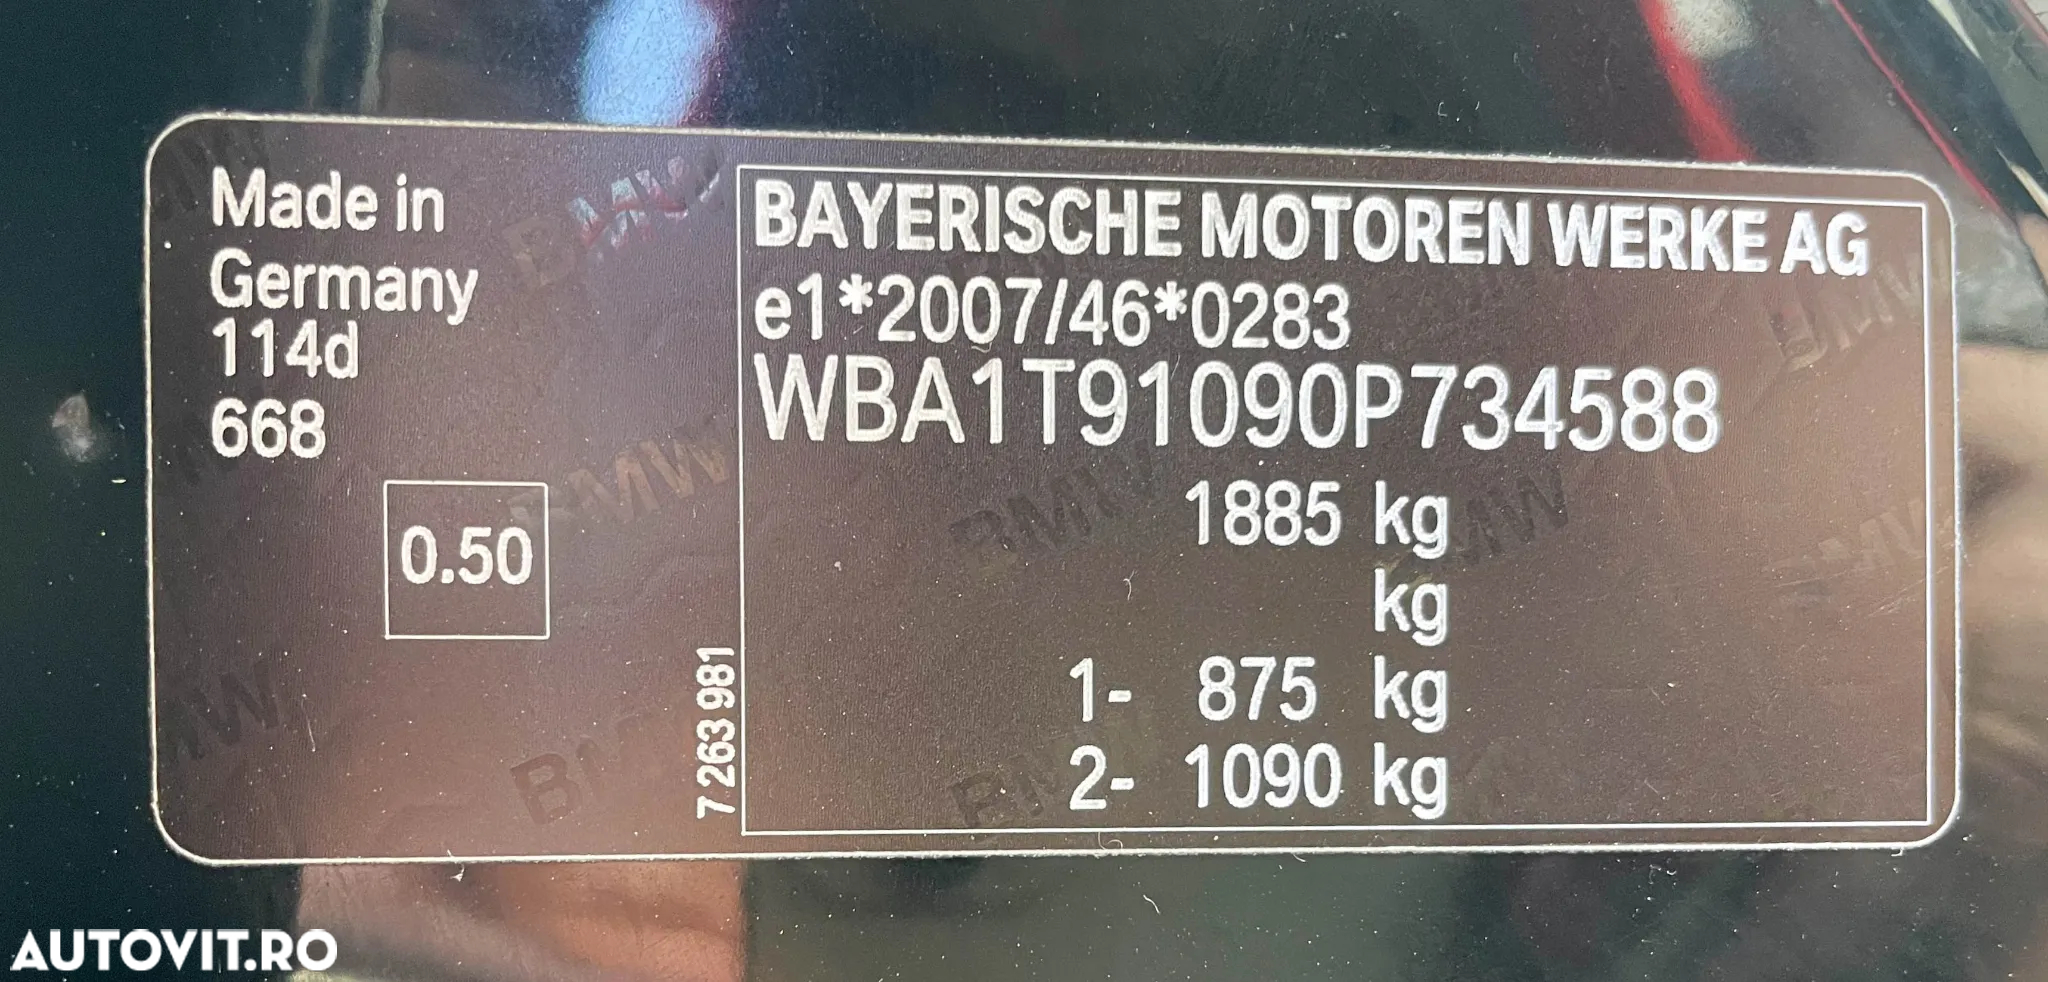 Made in
Germany
114d
668
0.50
7 263 981
BAYERISCHE MOTOREN WERKE AG
e1*2007/46*0283
WBA1T91090P734588
1885 kg
kg
1- 875 kg
2- 1090 kg
AUTOVIT.RO